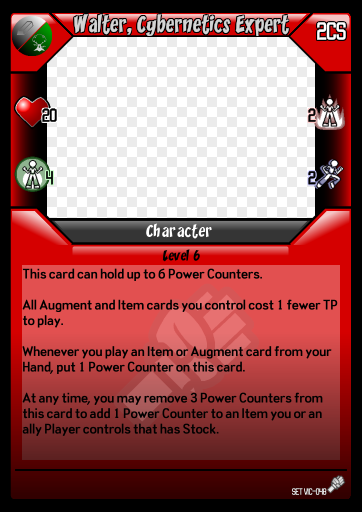 Walter, Cybernetics Expert
2CS
20
2
4
2
Character
Level 6
This card can hold up to 6 Power Counters.
All Augment and Item cards you control cost 1 fewer TP
to play.
Whenever you play an Item or Augment card from your
Hand, put 1 Power Counter on this card.
At any time, you may remove 3 Power Counters from
this card to add 1 Power Counter to an Item you or an
ally Player controls that has Stock.
SET VIC-046